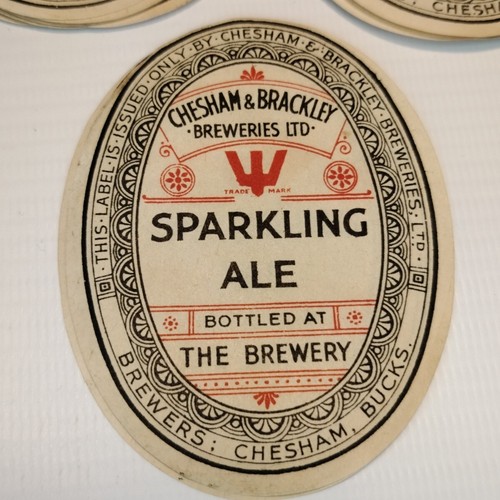 ·THIS·LABEL·IS·ISSUED·ONLY·BY·CHESHAM·&·BRACKLEY·BREWERIES·LTD·
CHESHAM & BRACKLEY
·BREWERIES LTD·
TRADE MARK
SPARKLING
ALE
BOTTLED AT
THE BREWERY
BREWERS; CHESHAM, BUCKS.
CHESH